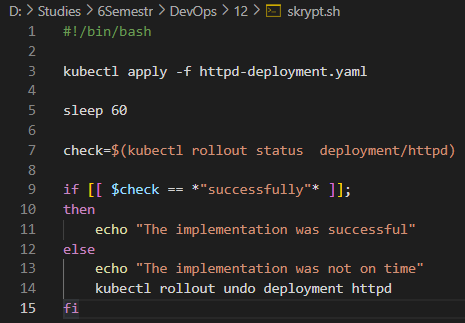 D: > Studies > 6Semestr > DevOps > 12 > skrypt.sh
1 #!/bin/bash
2
3 kubectl apply -f httpd-deployment.yaml
4
5 sleep 60
6
7 check=$(kubectl rollout status  deployment/httpd)
8
9 if [[ $check == *"successfully"* ]];
10 then
11     echo "The implementation was successful"
12 else
13     echo "The implementation was not on time"
14     kubectl rollout undo deployment httpd
15 fi